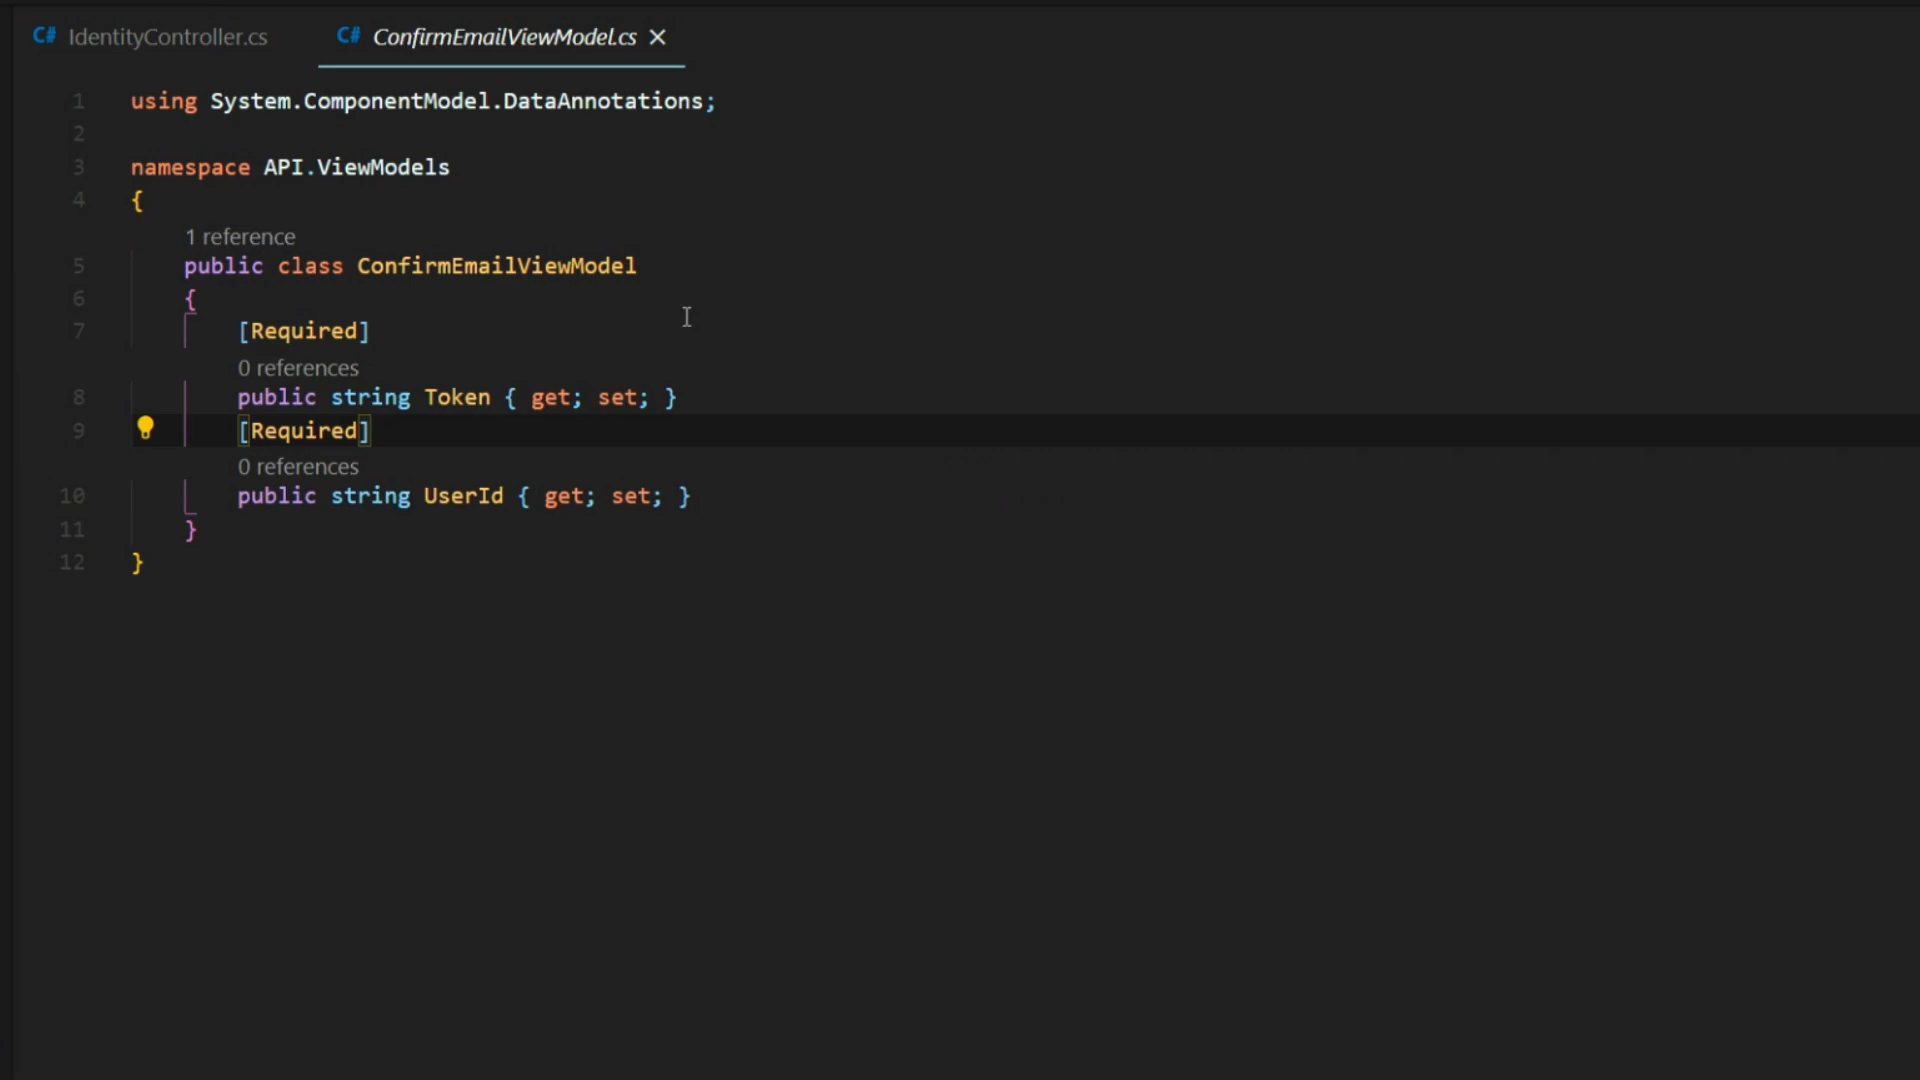 C# IdentityController.cs C# ConfirmEmailViewModel.cs
1 using System.ComponentModel.DataAnnotations;
2
3 namespace API.ViewModels
4 {
1 reference
5 public class ConfirmEmailViewModel
6 {
7 [Required]
0 references
8 public string Token { get; set; }
9 [Required]
0 references
10 public string UserId { get; set; }
11 }
12 }